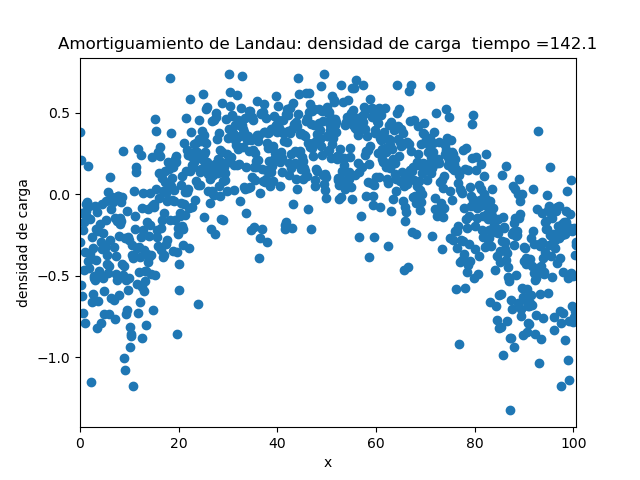 Amortiguamiento de Landau: densidad de carga  tiempo =142.1
densidad de carga
0.5
0.0
−0.5
−1.0
0 20 40 60 80 100
x